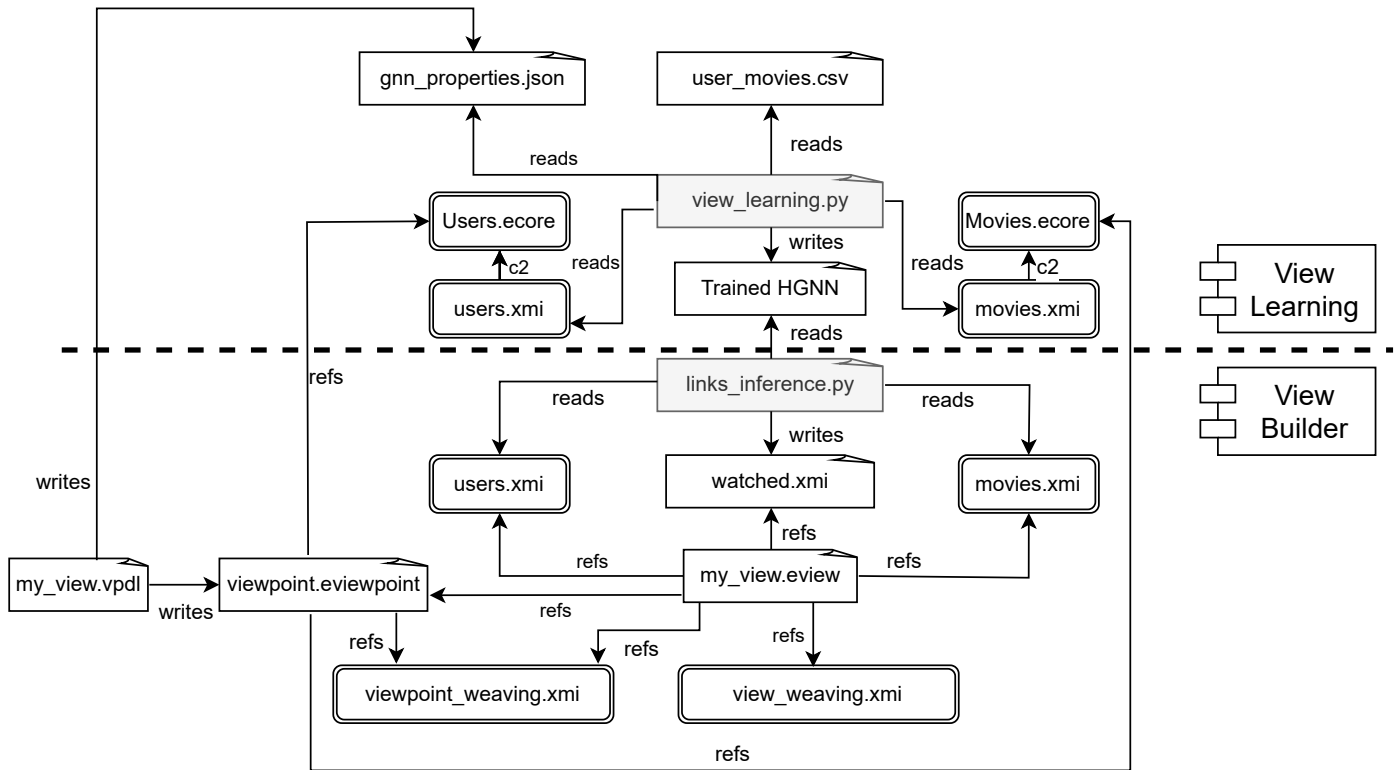 gnn_properties.json
user_movies.csv
reads
reads
view_learning.py
Users.ecore
Movies.ecore
writes
c2
reads
reads
c2
View
Learning
users.xmi
Trained HGNN
movies.xmi
reads
refs
links_inference.py
reads
reads
View
Builder
writes
users.xmi
watched.xmi
movies.xmi
writes
refs
refs
refs
my_view.vpdl
viewpoint.eviewpoint
my_view.eview
writes
refs
refs
refs
refs
viewpoint_weaving.xmi
view_weaving.xmi
refs